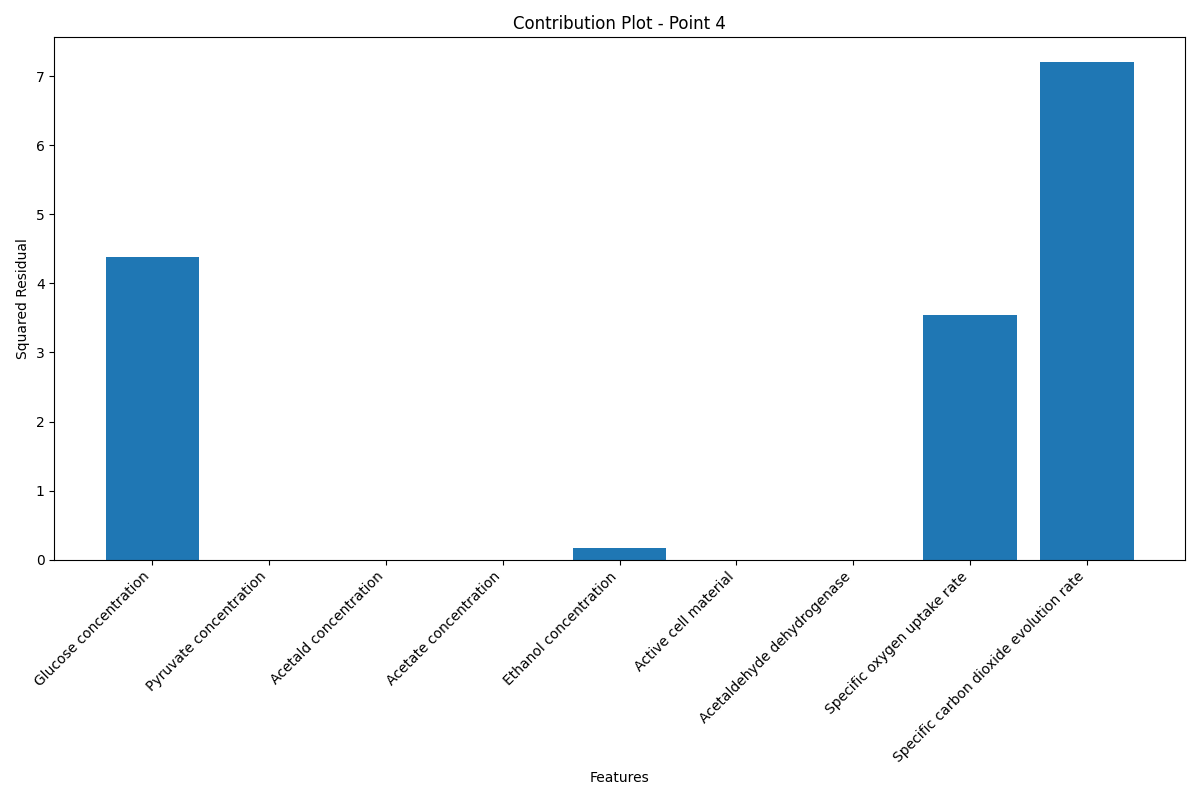 Contribution Plot - Point 4
Squared Residual
7
6
5
4
3
2
1
0
Glucose concentration
Pyruvate concentration
Acetald concentration
Acetate concentration
Ethanol concentration
Active cell material
Acetaldehyde dehydrogenase
Specific oxygen uptake rate
Specific carbon dioxide evolution rate
Features